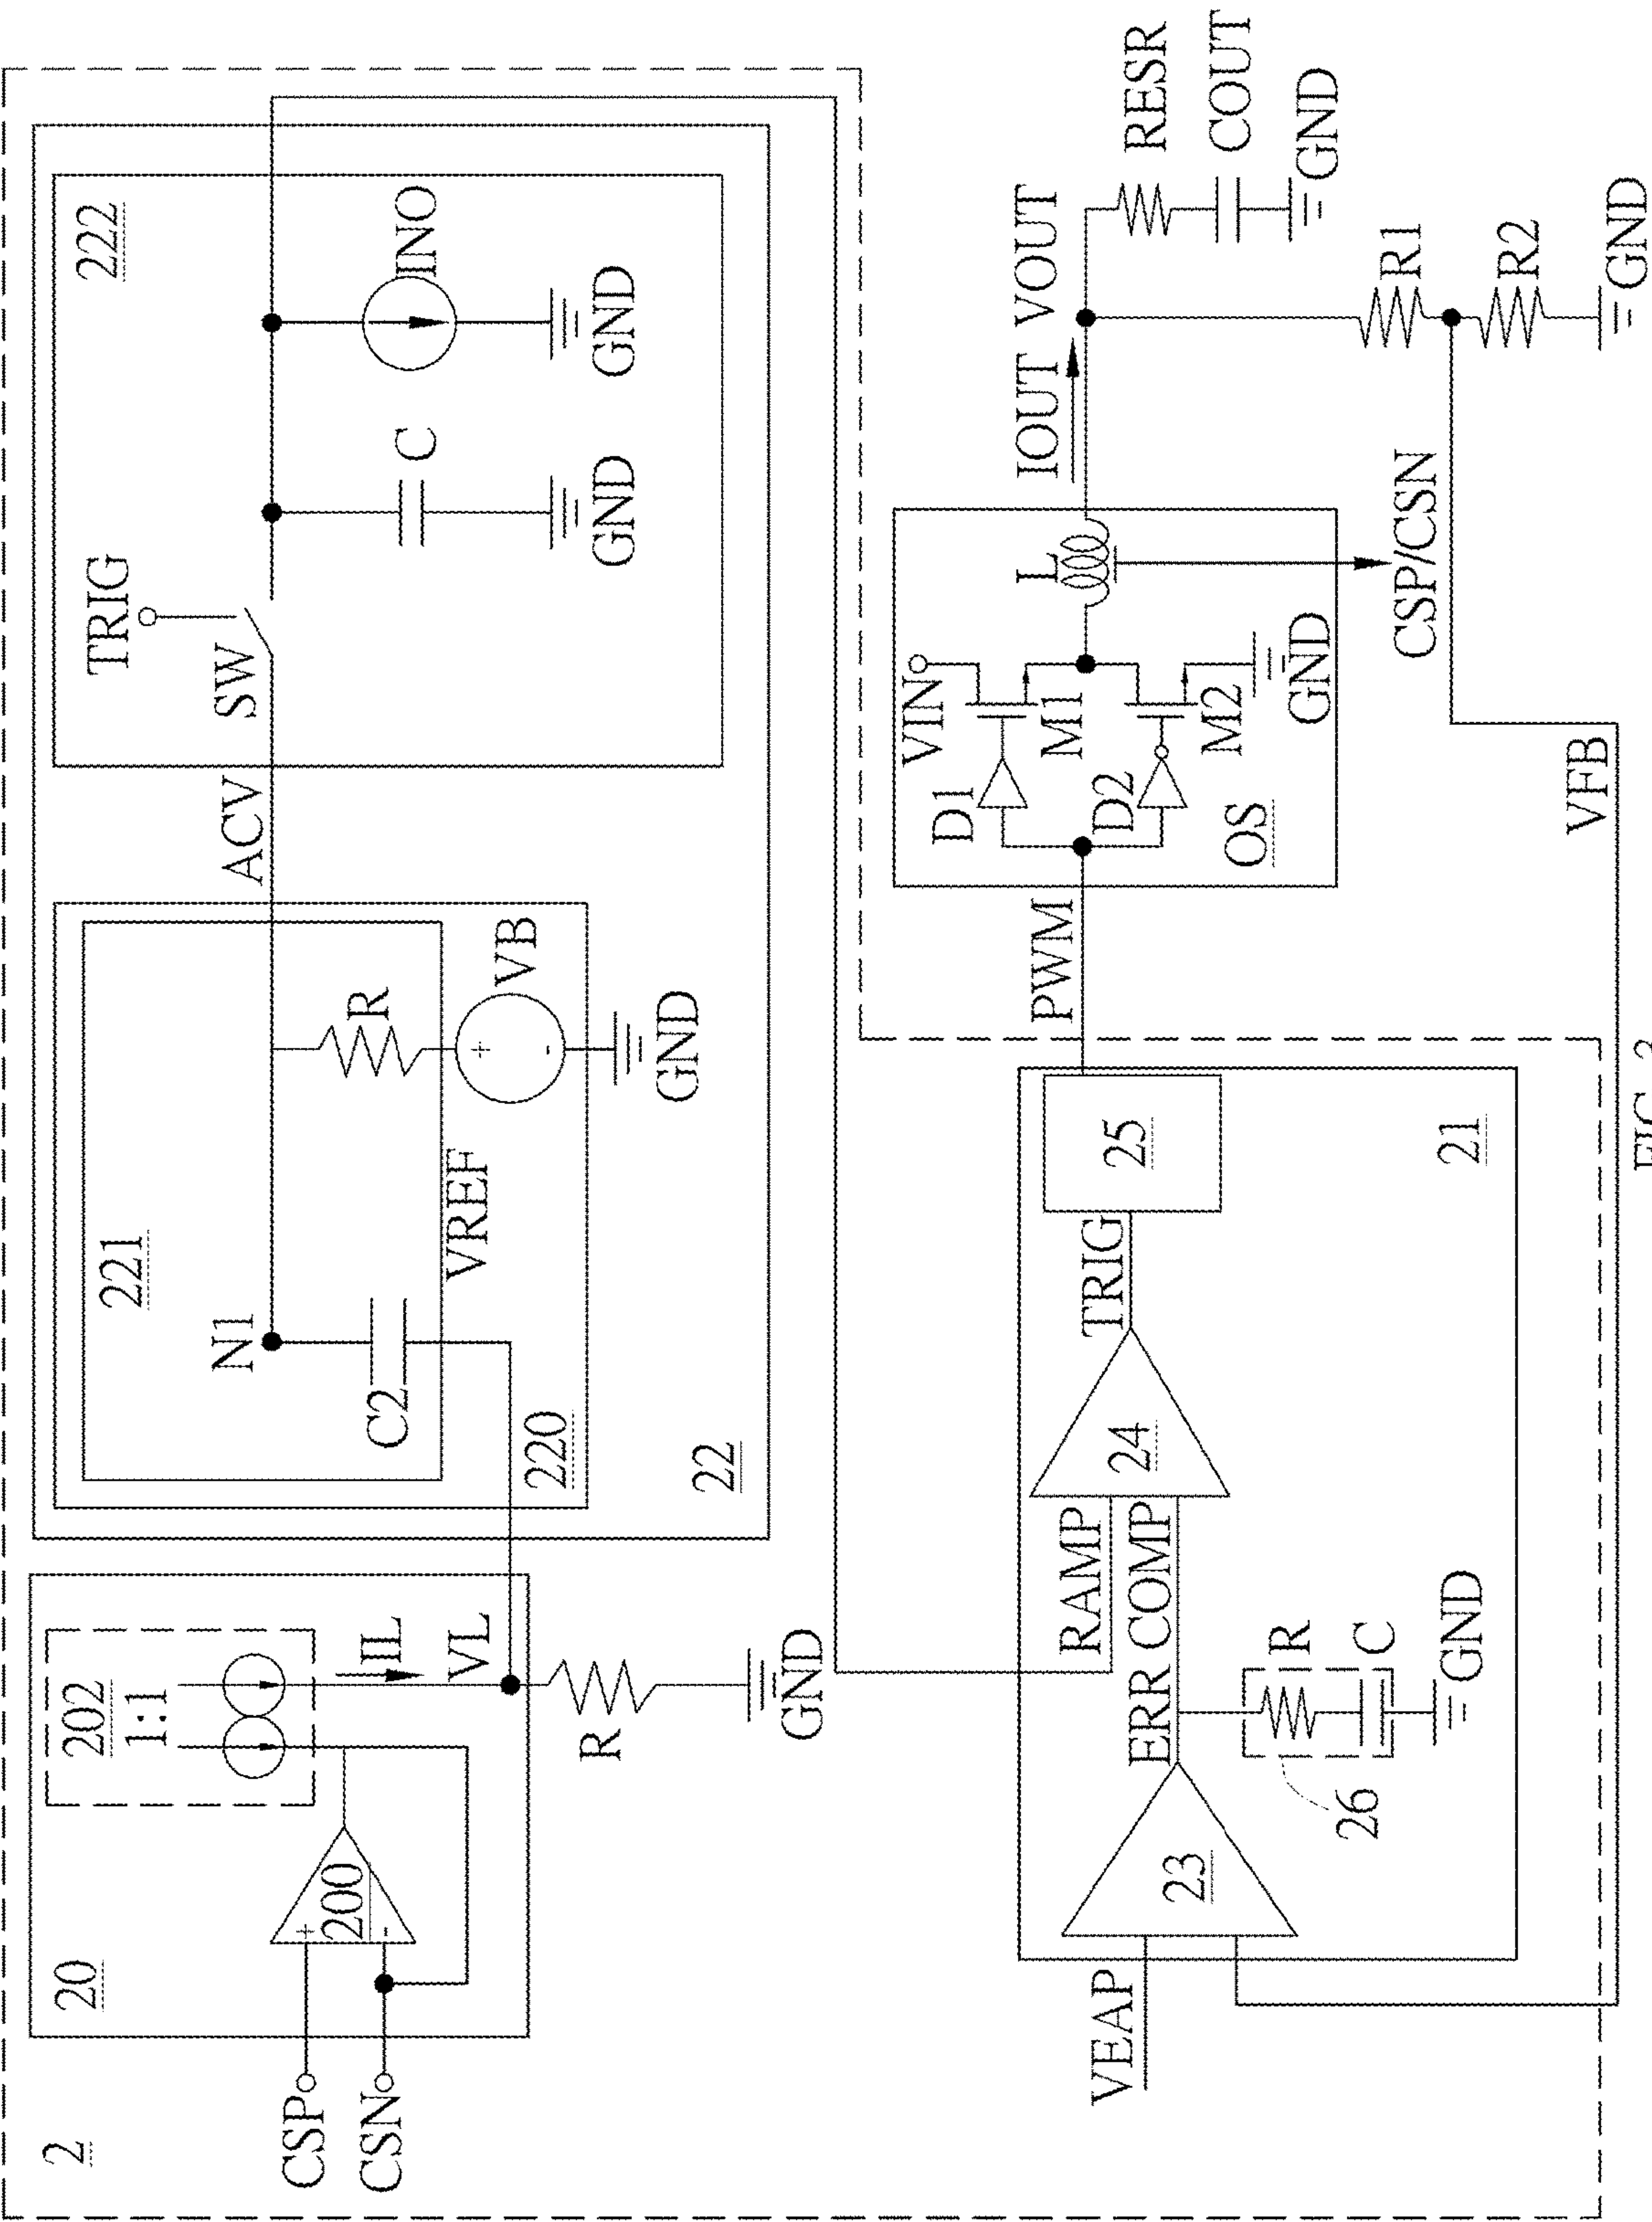 2
CSP
CSN
20
200
+
-
202
1:1
IL
VL
R
GND
22
220
221
N1
C2
VREF
R
+
-
VB
GND
ACV
222
TRIG
SW
C
GND
INO
GND
VEAP
21
23
ERR COMP
RAMP
26
R
C
GND
24
TRIG
25
PWM
OS
D1
D2
VIN
M1
M2
GND
L
CSP/CSN
IOUT
VOUT
RESR
COUT
GND
R1
R2
GND
VFB